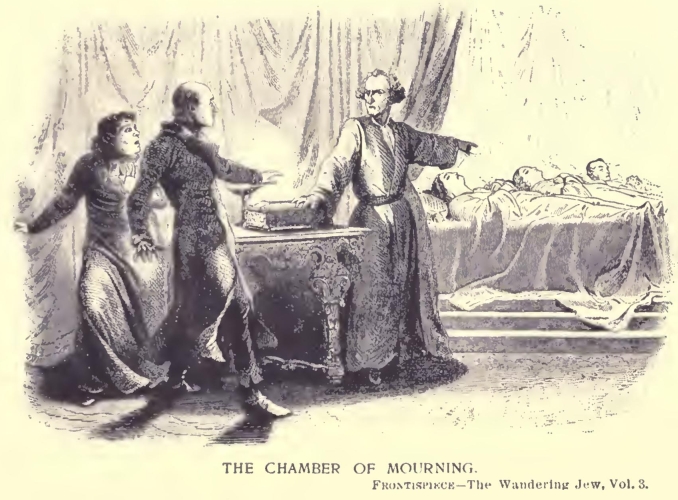 THE CHAMBER OF MOURNING.
FRONTISPIECE—The Wandering Jew, Vol. 3.